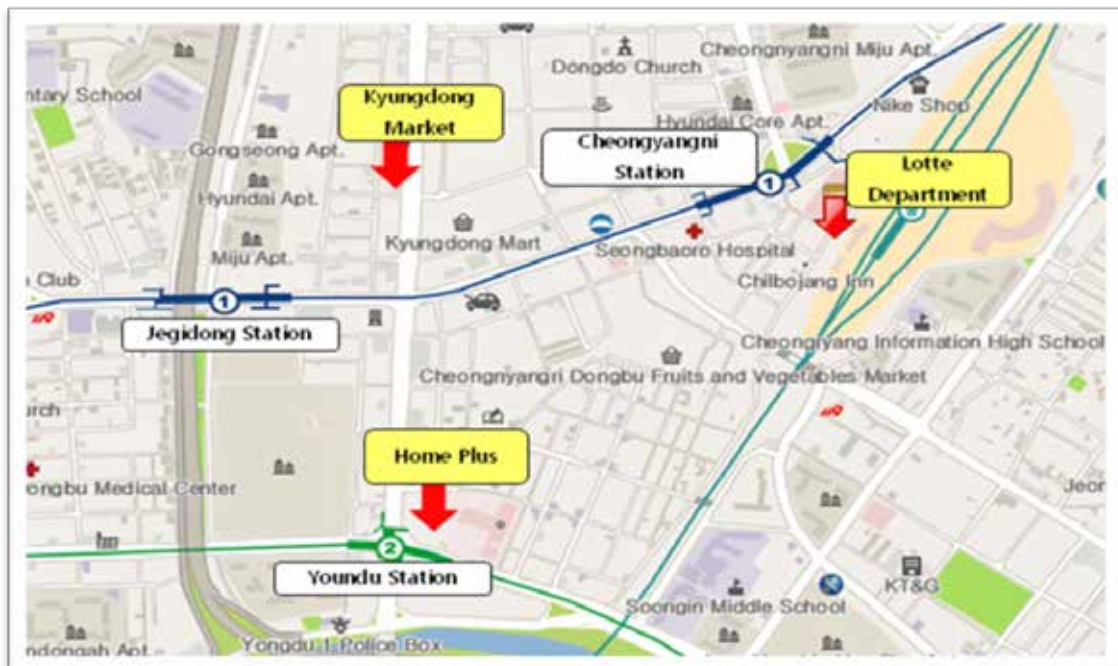 Cheongnyangni Miju Apt.
Dongdo Church
ntary School
Kyungdong
Market
Nike Shop
Hyundai Core Apt.
Gongseong Apt.
Cheongyangni
Station
1
Lotte
Department
Hyundai Apt.
Kyungdong Mart
Seongbaoro Hospital
Miju Apt.
Club
Chilbojang Inn
1
Jegidong Station
Cheongryang Information High School
Cheongnyangri Dongbu Fruits and Vegetables Market
urch
Home Plus
ongbu Medical Center
Jeon
2
Youndu Station
KT&G
Soongin Middle School
Yongdu 1 Police Box
ndongah Apt.